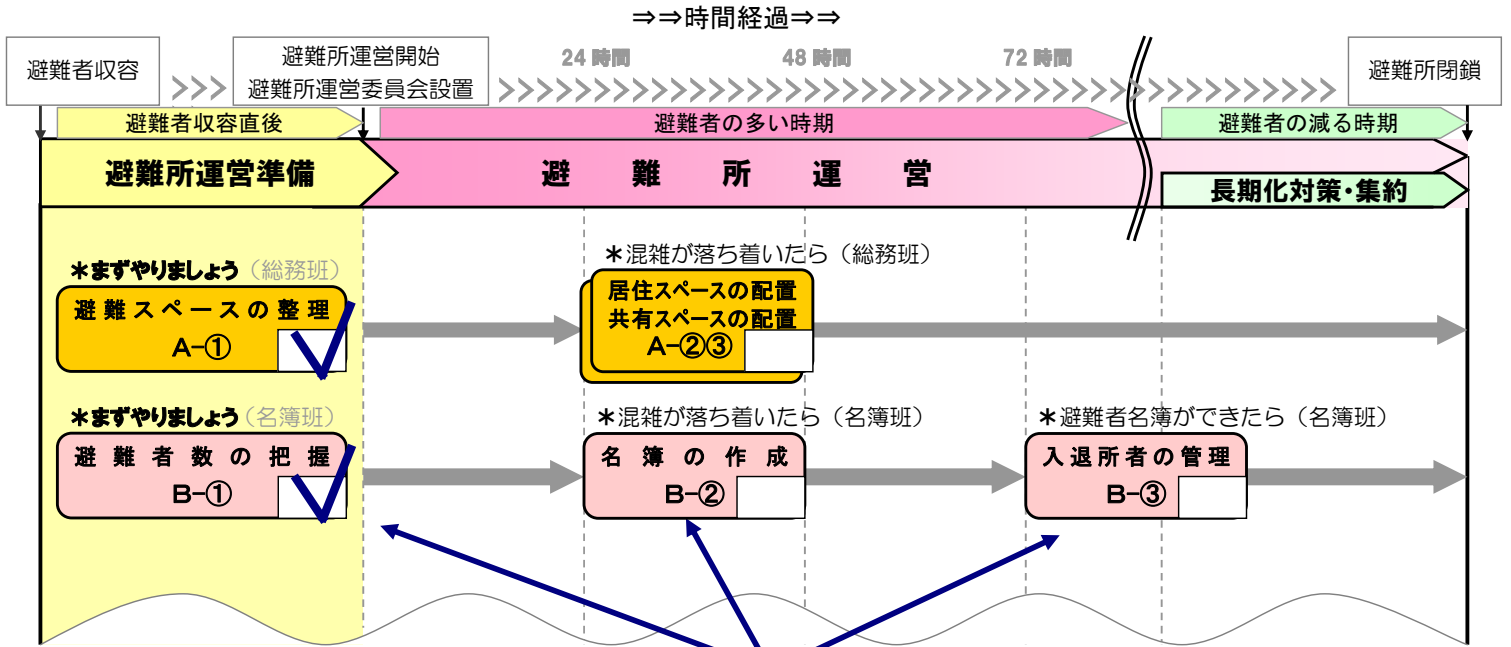 ⇒⇒時間経過⇒⇒
避難者収容
避難所運営開始
避難所運営委員会設置
24 時間
48 時間
72 時間
避難所閉鎖
避難者収容直後
避難者の多い時期
避難者の減る時期
避難所運営準備
避難所運営
長期化対策・集約
＊まずやりましょう（総務班）
避難スペースの整理
A-①
＊混雑が落ち着いたら（総務班）
居住スペースの配置
共有スペースの配置
A-②③
＊まずやりましょう（名簿班）
避難者数の把握
B-①
＊混雑が落ち着いたら（名簿班）
名簿の作成
B-②
＊避難者名簿ができたら（名簿班）
入退所者の管理
B-③